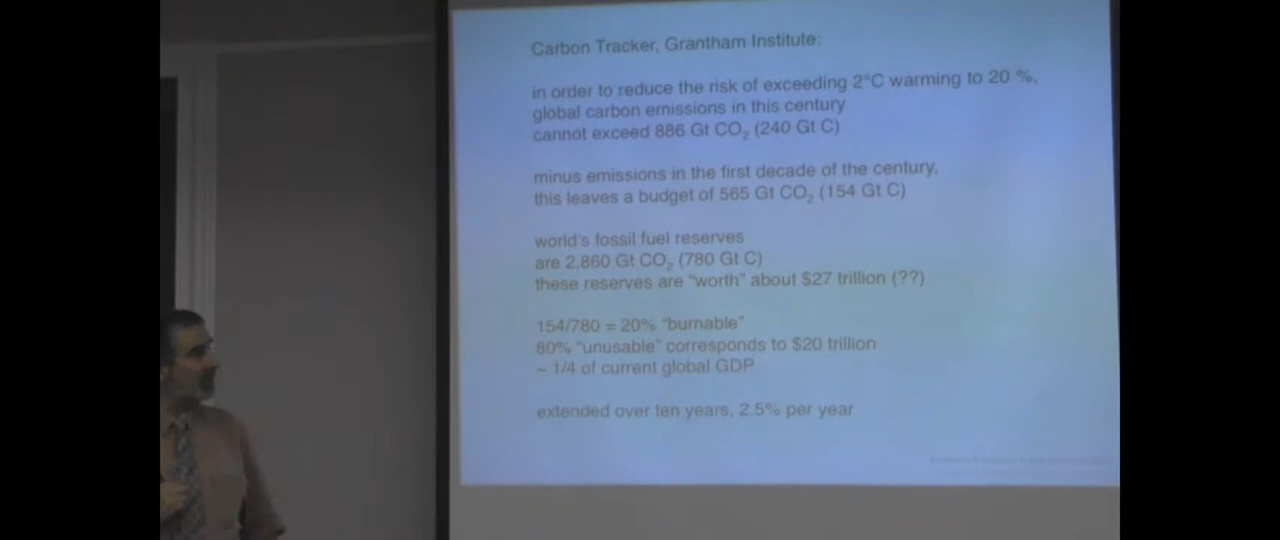 Carbon Tracker, Grantham Institute:
in order to reduce the risk of exceeding 2°C warming to 20 %,
global carbon emissions in this century
cannot exceed 886 Gt CO₂ (240 Gt C)
minus emissions in the first decade of the century,
this leaves a budget of 565 Gt CO₂ (154 Gt C)
world's fossil fuel reserves
are 2,860 Gt CO₂ (780 Gt C)
these reserves are "worth" about $27 trillion (??)
154/780 = 20% "burnable"
80% "unusable" corresponds to $20 trillion
~ 1/4 of current global GDP
extended over ten years, 2.5% per year